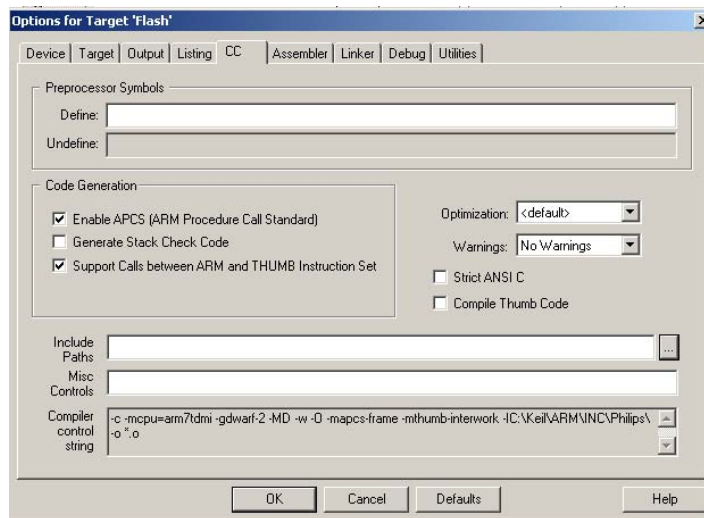 Options for Target 'Flash'
Device Target Output Listing CC Assembler Linker Debug Utilities
Preprocessor Symbols
Define:
Undefine:
Code Generation
Enable APCS (ARM Procedure Call Standard)
Generate Stack Check Code
Support Calls between ARM and THUMB Instruction Set
Optimization: <default>
Warnings: No Warnings
Strict ANSI C
Compile Thumb Code
Include Paths
...
Misc Controls
Compiler control string
-c -mcpu=arm7tdmi -gdwarf-2 -MD -w -O -mapcs-frame -mthumb-interwork -IC:\Keil\ARM\INC\Philips\
-o *.o
OK Cancel Defaults Help